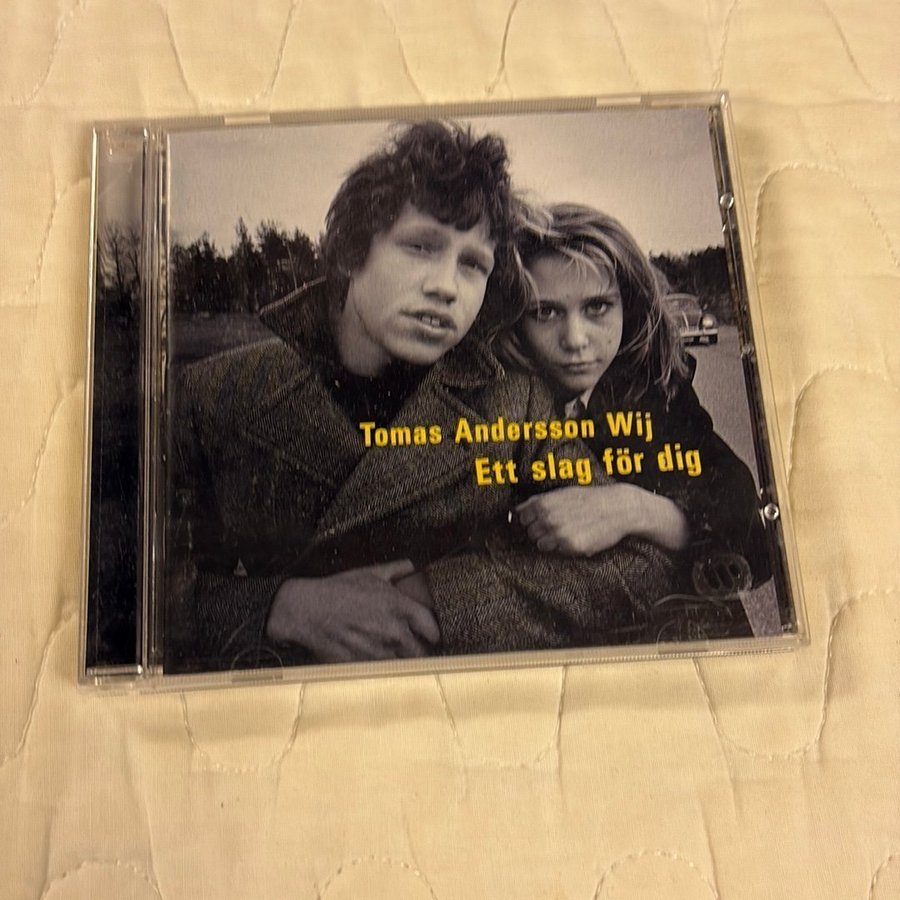 Tomas Andersson Wij
Ett slag för dig